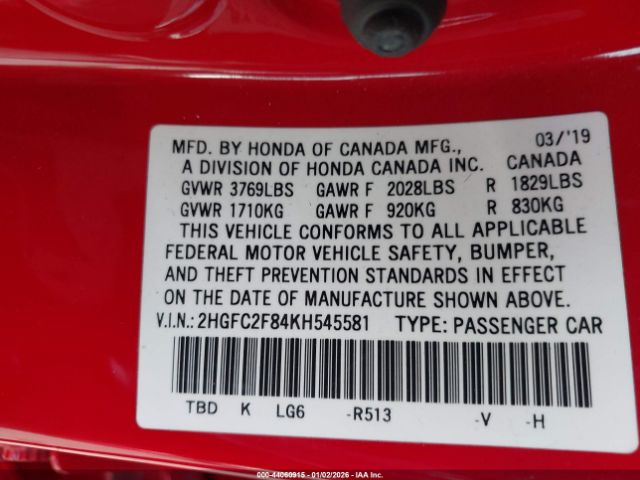 MFD. BY HONDA OF CANADA MFG., 03/'19
A DIVISION OF HONDA CANADA INC. CANADA
GVWR 3769LBS GAWR F 2028LBS R 1829LBS
GVWR 1710KG GAWR F 920KG R 830KG
THIS VEHICLE CONFORMS TO ALL APPLICABLE
FEDERAL MOTOR VEHICLE SAFETY, BUMPER,
AND THEFT PREVENTION STANDARDS IN EFFECT
ON THE DATE OF MANUFACTURE SHOWN ABOVE.
V.I.N.: 2HGFC2F84KH545581 TYPE: PASSENGER CAR
TBD K LG6 -R513 -V -H
000-44060915 - 01/02/2026 - IAA Inc.